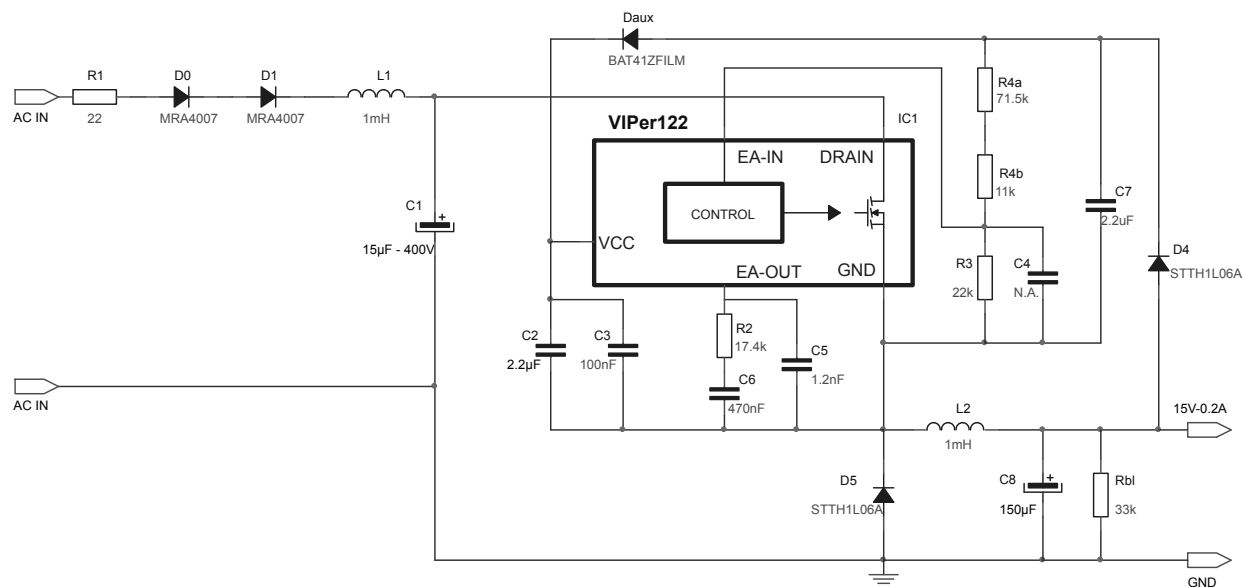 Daux
BAT41ZFILM
R1
D0
D1
L1
AC IN
22
MRA4007
MRA4007
1mH
VIPer122
IC1
R4a
71.5k
EA-IN
DRAIN
R4b
11k
C7
2.2uF
CONTROL
C1
+
15µF - 400V
VCC
EA-OUT
GND
R3
22k
C4
N.A.
D4
STTH1L06A
C2
2.2µF
C3
100nF
R2
17.4k
C5
1.2nF
C6
470nF
AC IN
L2
1mH
15V-0.2A
D5
STTH1L06A
C8
+
150µF
Rbl
33k
GND